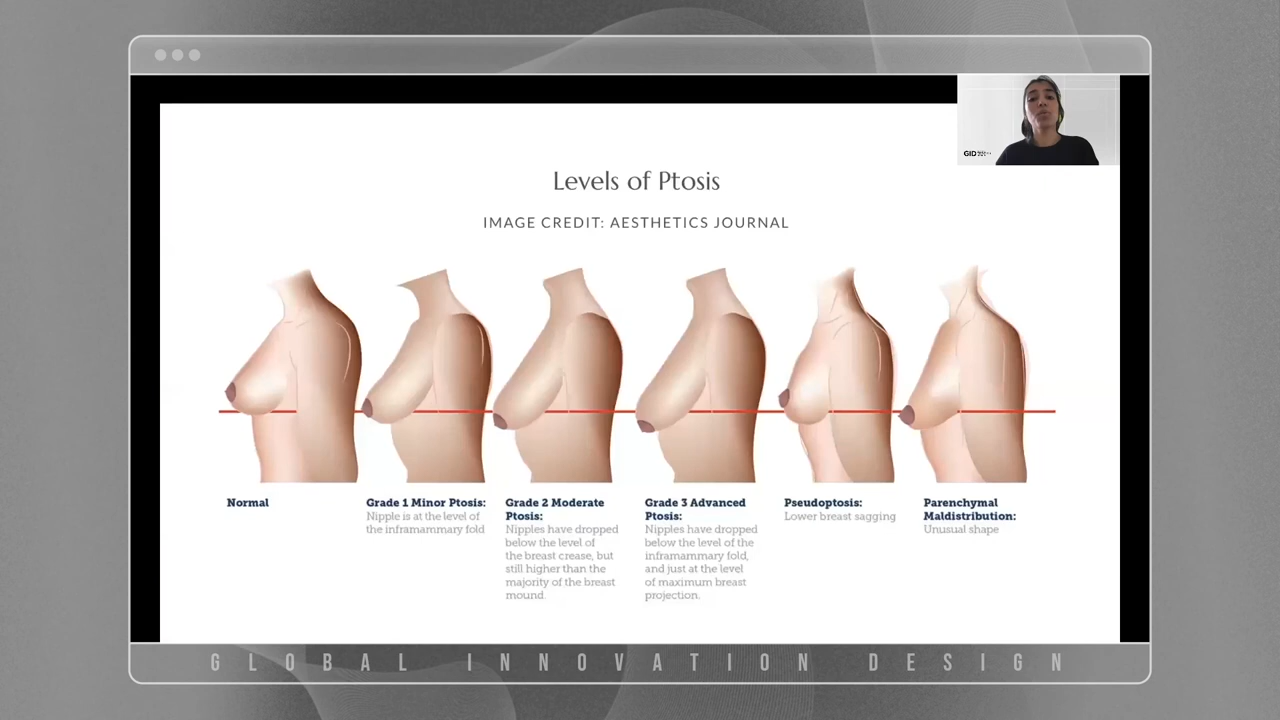 GID
Levels of Ptosis
IMAGE CREDIT: AESTHETICS JOURNAL
Normal
Grade 1 Minor Ptosis:
Nipple is at the level of
the inframammary fold
Grade 2 Moderate
Ptosis:
Nipples have dropped
below the level of
the breast crease, but
still higher than the
majority of the breast
mound.
Grade 3 Advanced
Ptosis:
Nipples have dropped
below the level of the
inframammary fold,
and just at the level
of maximum breast
projection.
Pseudoptosis:
Lower breast sagging
Parenchymal
Maldistribution:
Unusual shape
GLOBAL INNOVATION DESIGN